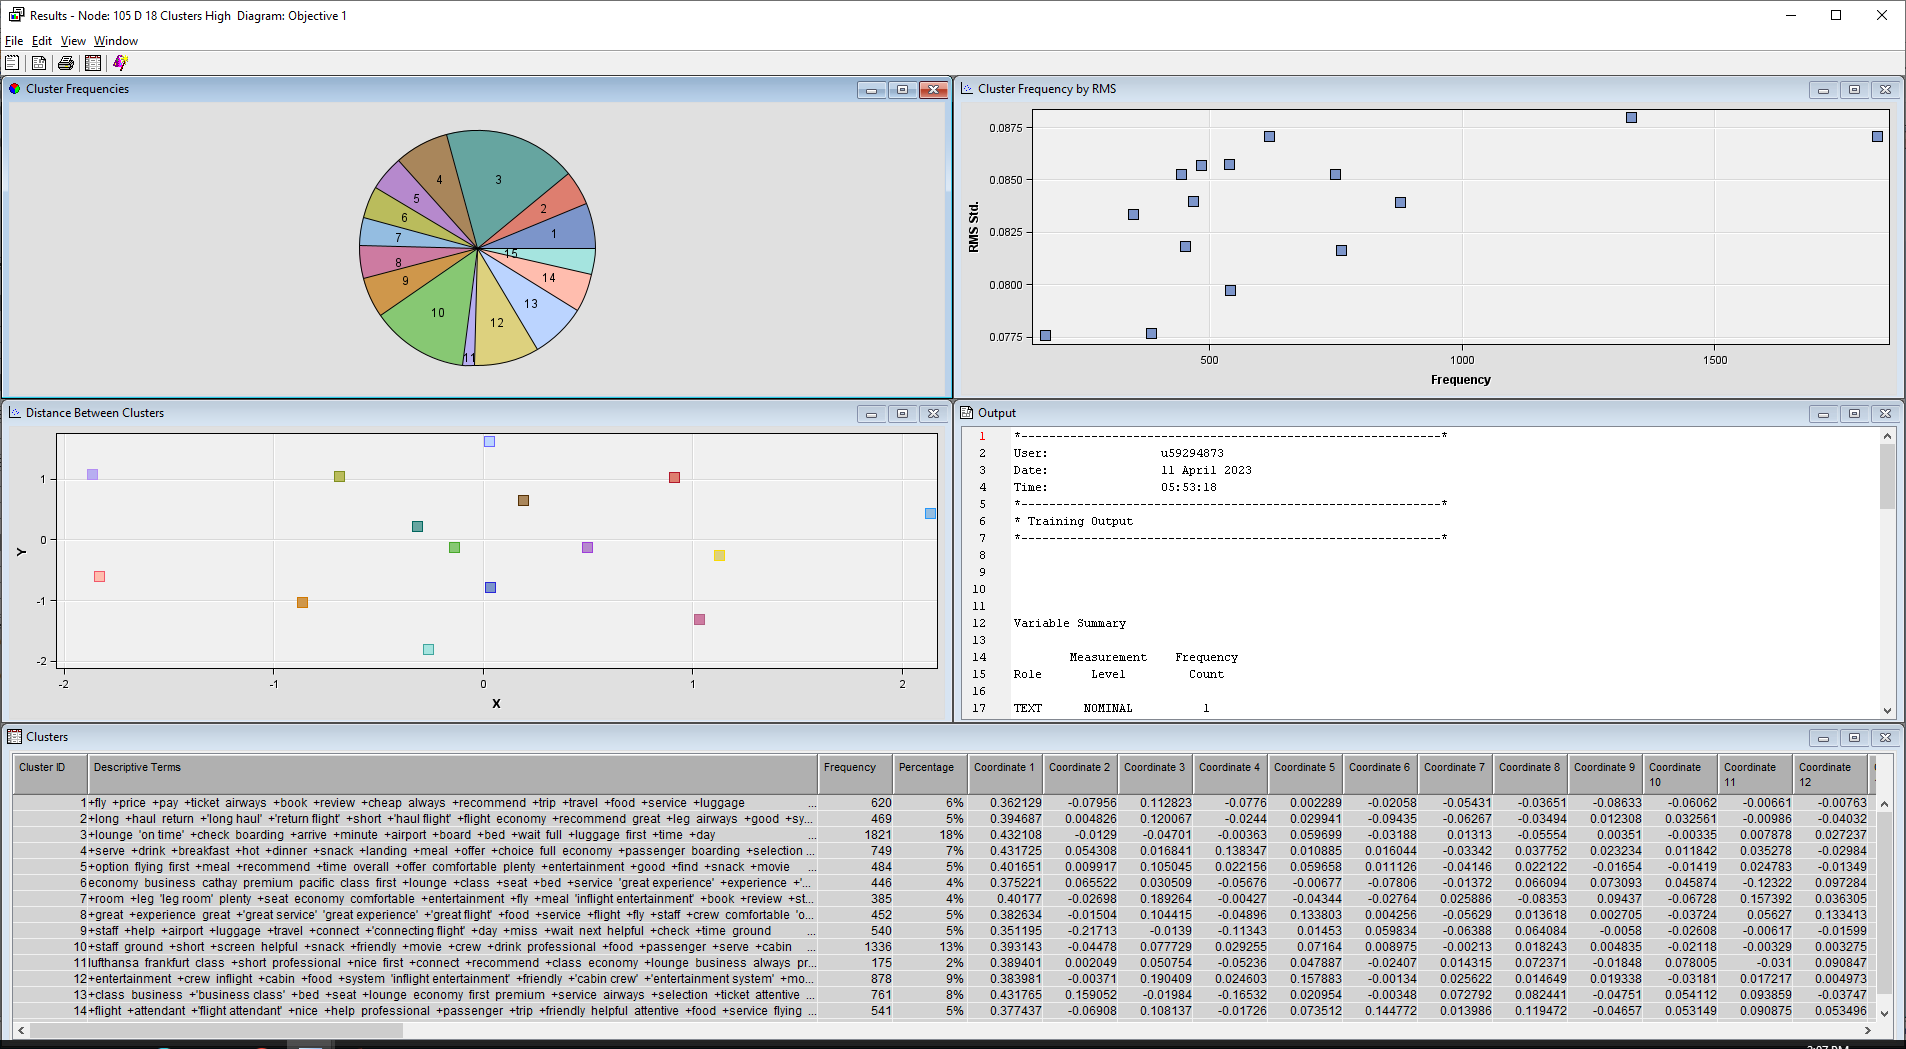 Results - Node: 105 D 18 Clusters High  Diagram: Objective 1
File Edit View Window
Cluster Frequencies
1
2
3
4
5
6
7
8
9
10
11
12
13
14
15
Cluster Frequency by RMS
0.0875
0.0850
0.0825
0.0800
0.0775
RMS Std.
500 1000 1500
Frequency
Distance Between Clusters
1
0
-1
-2
Y
-2 -1 0 1 2
X
Output
1 *------------------------------------------------------------*
2 User: u59294873
3 Date: 11 April 2023
4 Time: 05:53:18
5 *------------------------------------------------------------*
6 * Training Output
7 *------------------------------------------------------------*
8
9
10
11
12 Variable Summary
13
14 Measurement Frequency
15 Role Level Count
16
17 TEXT NOMINAL 1
Clusters
Cluster ID Descriptive Terms Frequency Percentage Coordinate 1 Coordinate 2 Coordinate 3 Coordinate 4 Coordinate 5 Coordinate 6 Coordinate 7 Coordinate 8 Coordinate 9 Coordinate 10 Coordinate 11 Coordinate 12
1 +fly +price +pay +ticket airways +book +review +cheap always +recommend +trip +travel +food +service +luggage ... 620 6% 0.362129 -0.07956 0.112823 -0.0776 0.002289 -0.02058 -0.05431 -0.03651 -0.08633 -0.06062 -0.00661 -0.00763
2 +long +haul return +'long haul' +'return flight' +short +'haul flight' +flight economy +recommend great +leg airways +good +sy... 469 5% 0.394687 0.004826 0.120067 -0.0244 0.029941 -0.09435 -0.06267 -0.03494 0.012308 0.032561 -0.00986 -0.04032
3 +lounge 'on time' +check boarding +arrive +minute +airport +board +bed +wait full +luggage first +time +day ... 1821 18% 0.432108 -0.0129 -0.04701 -0.00363 0.059699 -0.03188 0.01313 -0.05554 0.00351 -0.00335 0.007878 0.027237
4 +serve +drink +breakfast +hot +dinner +snack +landing +meal +offer +choice full economy +passenger boarding +selection ... 749 7% 0.431725 0.054308 0.016841 0.138347 0.010885 0.016044 -0.03342 0.037752 0.023234 0.011842 0.035278 -0.02984
5 +option flying first +meal +recommend +time overall +offer comfortable plenty +entertainment +good +find +snack +movie ... 484 5% 0.401651 0.009917 0.105045 0.022156 0.059658 0.011126 -0.04146 0.022122 -0.01654 -0.01419 0.024783 -0.01349
6 economy business cathay premium pacific class first +lounge +class +seat +bed +service 'great experience' +experience +'... 446 4% 0.375221 0.065522 0.030509 -0.05676 -0.00677 -0.07806 -0.01372 0.066094 0.073093 0.045874 -0.12322 0.097284
7 +room +leg 'leg room' plenty +seat economy comfortable +entertainment +fly +meal 'inflight entertainment' +book +review +st... 385 4% 0.40177 -0.02698 0.189264 -0.00427 -0.04344 -0.02764 0.025886 -0.08353 0.09437 -0.06728 0.157392 0.036305
8 +great +experience great +'great service' 'great experience' +'great flight' +food +service +flight +fly +staff +crew comfortable 'o... 452 5% 0.382634 -0.01504 0.104415 -0.04896 0.133803 0.004256 -0.05629 0.013618 0.002705 -0.03724 0.05627 0.133413
9 +staff +help +airport +luggage +travel +connect +'connecting flight' +day +miss +wait next helpful +check +time ground ... 540 5% 0.351195 -0.21713 -0.0139 -0.11343 0.01453 0.059834 -0.06388 0.064084 -0.0058 -0.02608 -0.00617 -0.01599
10 +staff ground +short +screen helpful +snack +friendly +movie +crew +drink professional +food +passenger +serve +cabin ... 1336 13% 0.393143 -0.04478 0.077729 0.029255 0.07164 0.008975 -0.00213 0.018243 0.004835 -0.02118 -0.00329 0.003275
11 lufthansa frankfurt class +short professional +nice first +connect +recommend +class economy +lounge business always pr... 175 2% 0.389401 0.002049 0.050754 -0.05236 0.047887 -0.02407 0.014315 0.072371 -0.01848 0.078005 -0.031 0.090847
12 +entertainment +crew inflight +cabin +food +system 'inflight entertainment' +friendly +'cabin crew' +'entertainment system' +mo... 878 9% 0.383981 -0.00371 0.190409 0.024603 0.157883 -0.00134 0.025622 0.014649 0.019338 -0.03181 0.017217 0.004973
13 +class business +'business class' +bed +seat +lounge economy first premium +service airways +selection +ticket attentive ... 761 8% 0.431765 0.159052 -0.01984 -0.16532 0.020954 -0.00348 0.072792 0.082441 -0.04751 0.054112 0.093859 -0.03747
14 +flight +attendant +'flight attendant' +nice +help professional +passenger +trip +friendly helpful attentive +food +service flying ... 541 5% 0.377437 -0.06908 0.108137 -0.01726 0.073512 0.144772 0.013986 0.119472 -0.04657 0.053149 0.090875 0.053496